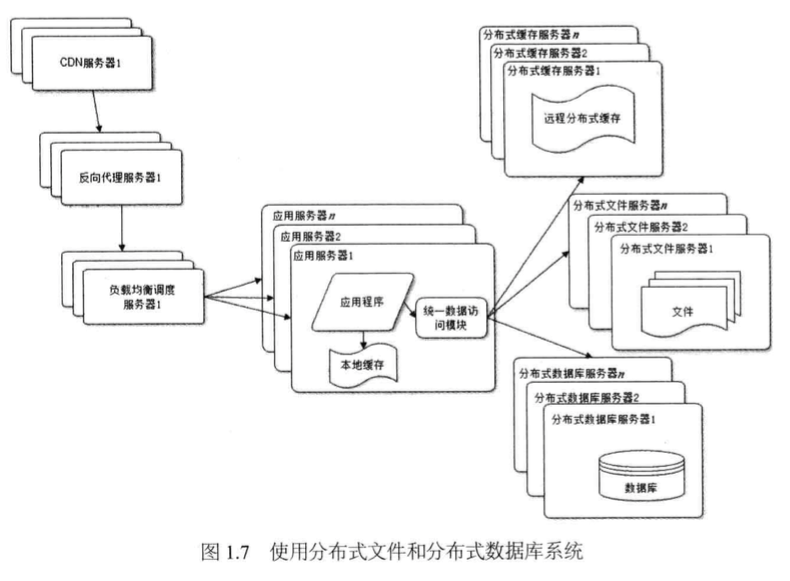 CDN服务器1
反向代理服务器1
负载均衡调度
服务器1
应用服务器n
应用服务器2
应用服务器1
应用程序
本地缓存
统一数据访
问模块
分布式缓存服务器n
分布式缓存服务器2
分布式缓存服务器1
远程分布式缓存
分布式文件服务器n
分布式文件服务器2
分布式文件服务器1
文件
分布式数据库服务器n
分布式数据库服务器2
分布式数据库服务器1
数据库
图 1.7 使用分布式文件和分布式数据库系统